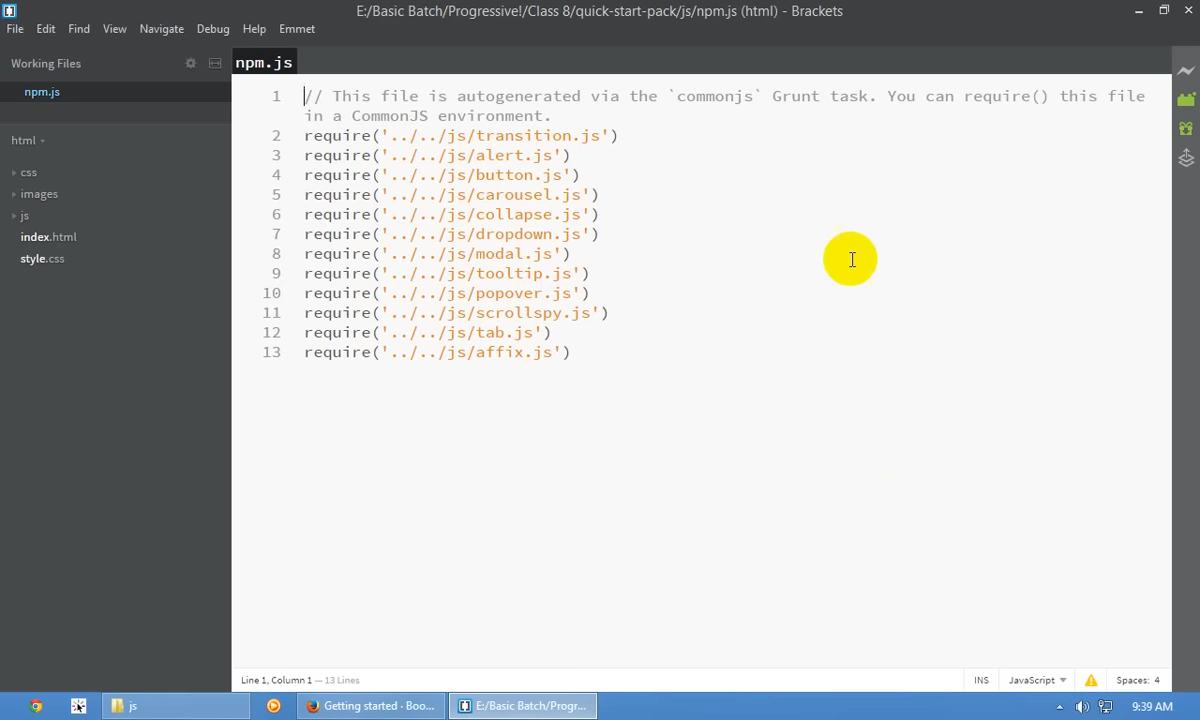 E:/Basic Batch/Progressive!/Class 8/quick-start-pack/js/npm.js (html) - Brackets
File Edit Find View Navigate Debug Help Emmet
Working Files
npm.js
html
css
images
js
index.html
style.css
npm.js
1 // This file is autogenerated via the `commonjs` Grunt task. You can require() this file
in a CommonJS environment.
2 require('../../js/transition.js')
3 require('../../js/alert.js')
4 require('../../js/button.js')
5 require('../../js/carousel.js')
6 require('../../js/collapse.js')
7 require('../../js/dropdown.js')
8 require('../../js/modal.js')
9 require('../../js/tooltip.js')
10 require('../../js/popover.js')
11 require('../../js/scrollspy.js')
12 require('../../js/tab.js')
13 require('../../js/affix.js')
Line 1, Column 1 — 13 Lines
INS JavaScript Spaces: 4
js
Getting started · Boo...
E:/Basic Batch/Progr...
9:39 AM